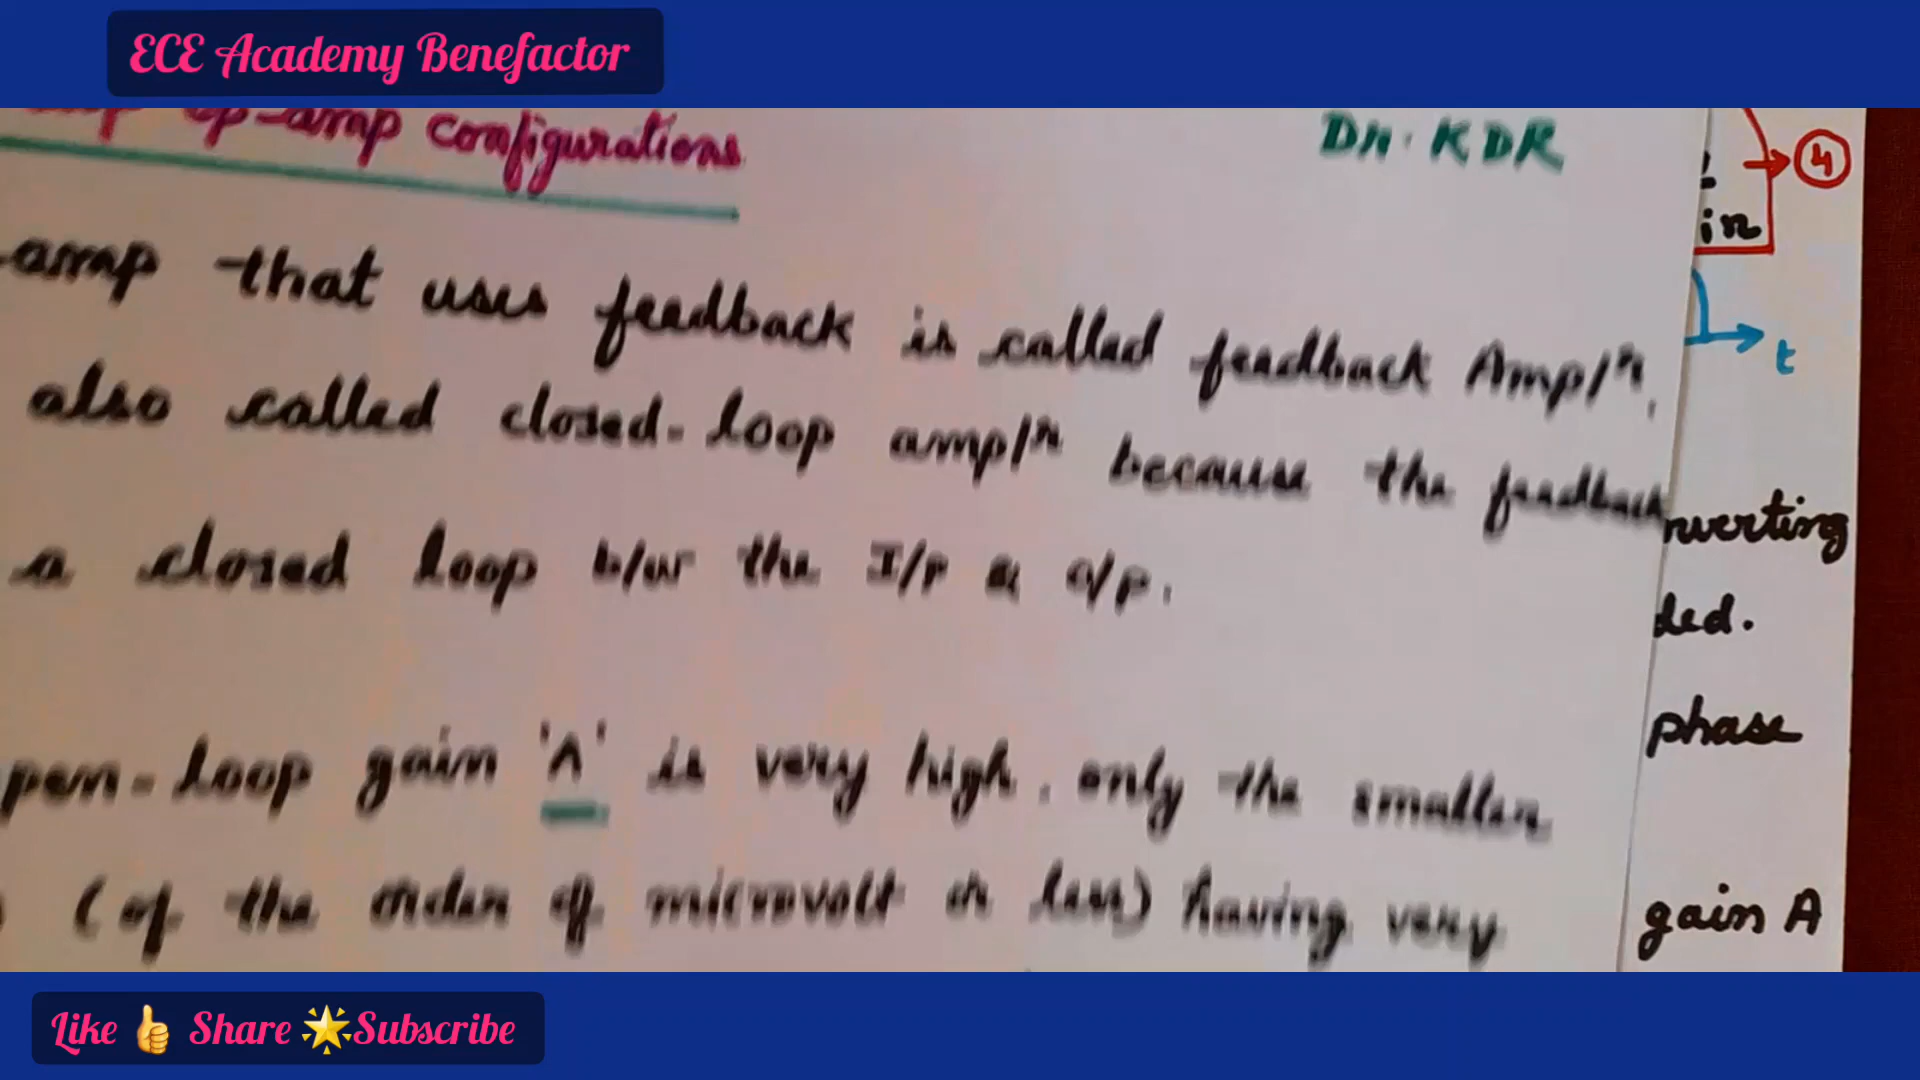 ECE Academy Benefactor
op-amp configurations
Dr. KDR
4
in
-amp that uses feedback is called feedback Amp/r,
t
also called closed-loop amp/r because the feedback
nverting
a closed loop b/w the I/p & o/p.
ded.
phase
pen-loop gain 'A' is very high, only the smaller
(of the order of microvolt or less) having very
gain A
Like 👍 Share 🌟Subscribe